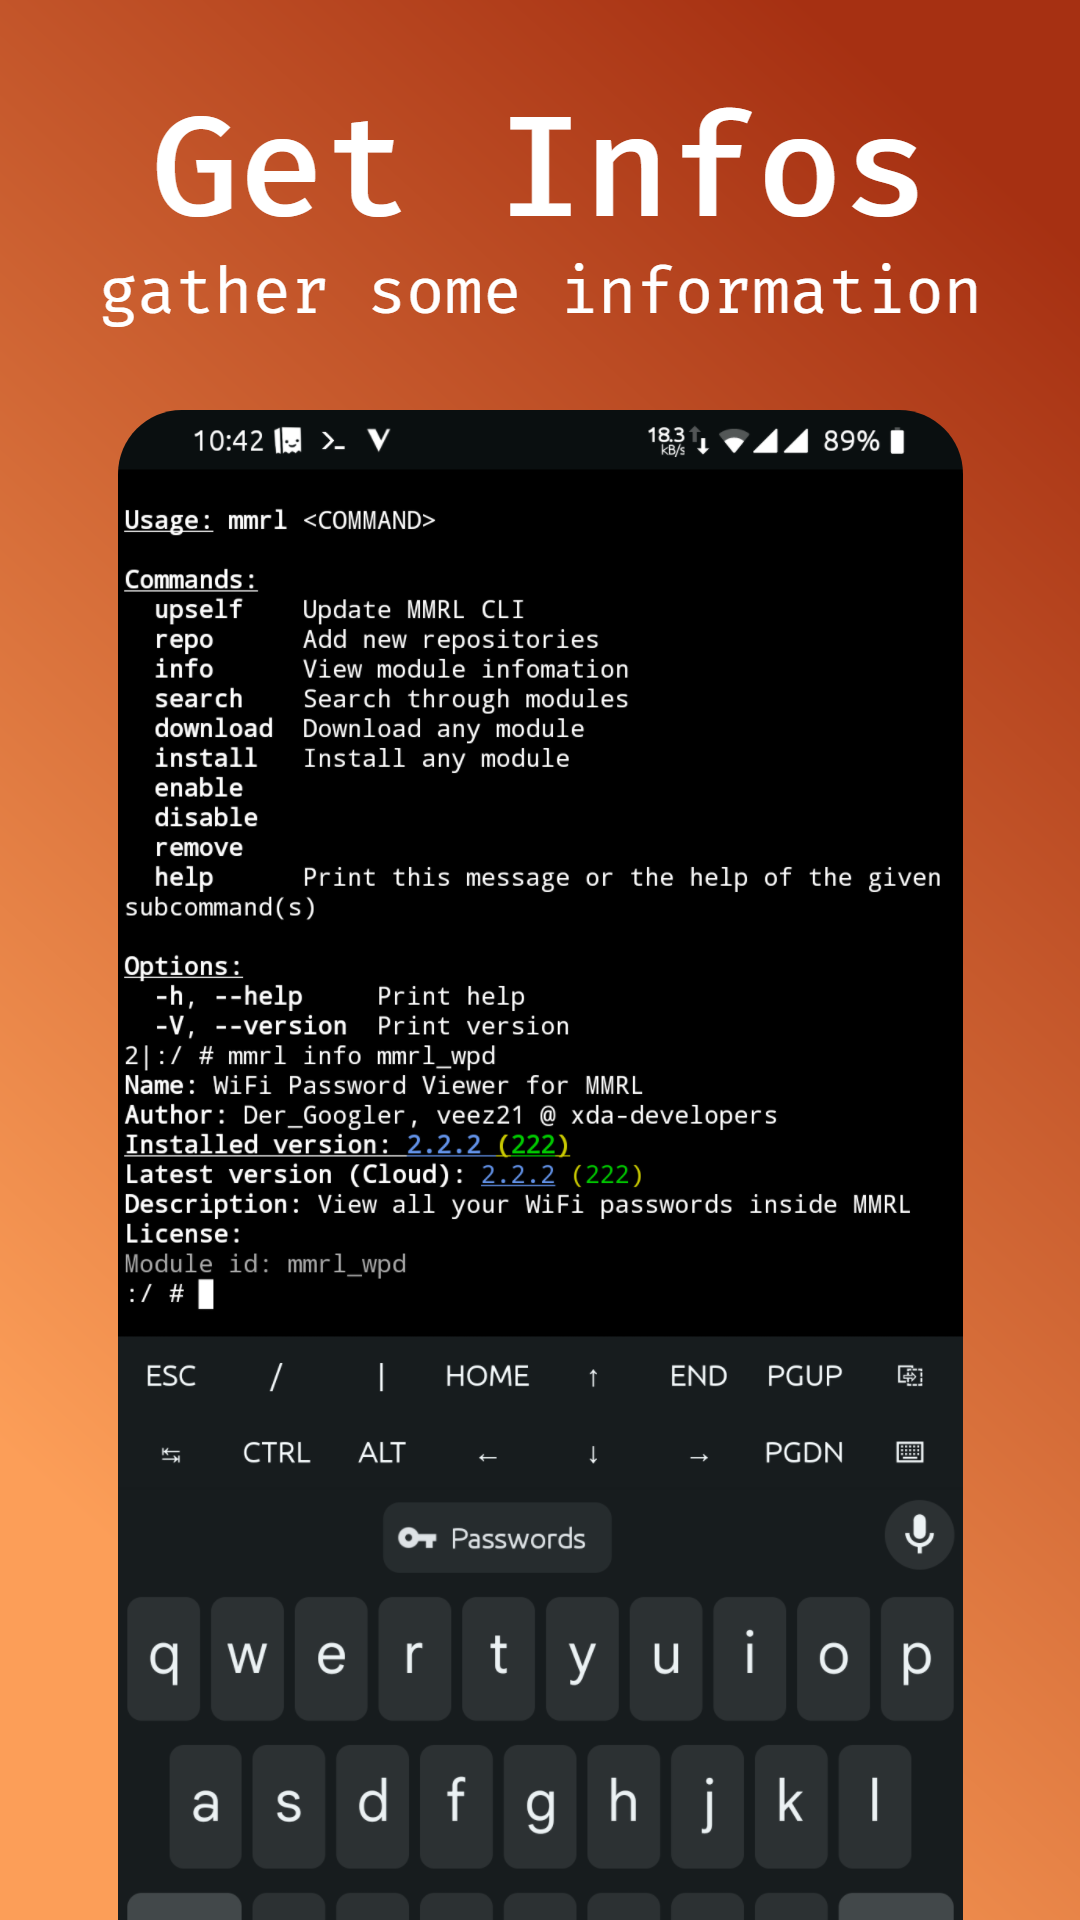 Get Infos
gather some information
10:42 18.3 kB/s 89%
Usage: mmrl <COMMAND>
Commands:
upself Update MMRL CLI
repo Add new repositories
info View module infomation
search Search through modules
download Download any module
install Install any module
enable
disable
remove
help Print this message or the help of the given
subcommand(s)
Options:
-h, --help Print help
-V, --version Print version
2|:/ # mmrl info mmrl_wpd
Name: WiFi Password Viewer for MMRL
Author: Der_Googler, veez21 @ xda-developers
Installed version: 2.2.2 (222)
Latest version (Cloud): 2.2.2 (222)
Description: View all your WiFi passwords inside MMRL
License:
Module id: mmrl_wpd
:/ #
ESC / | HOME ↑ END PGUP
↹ CTRL ALT ← ↓ → PGDN
Passwords
q w e r t y u i o p
a s d f g h j k l